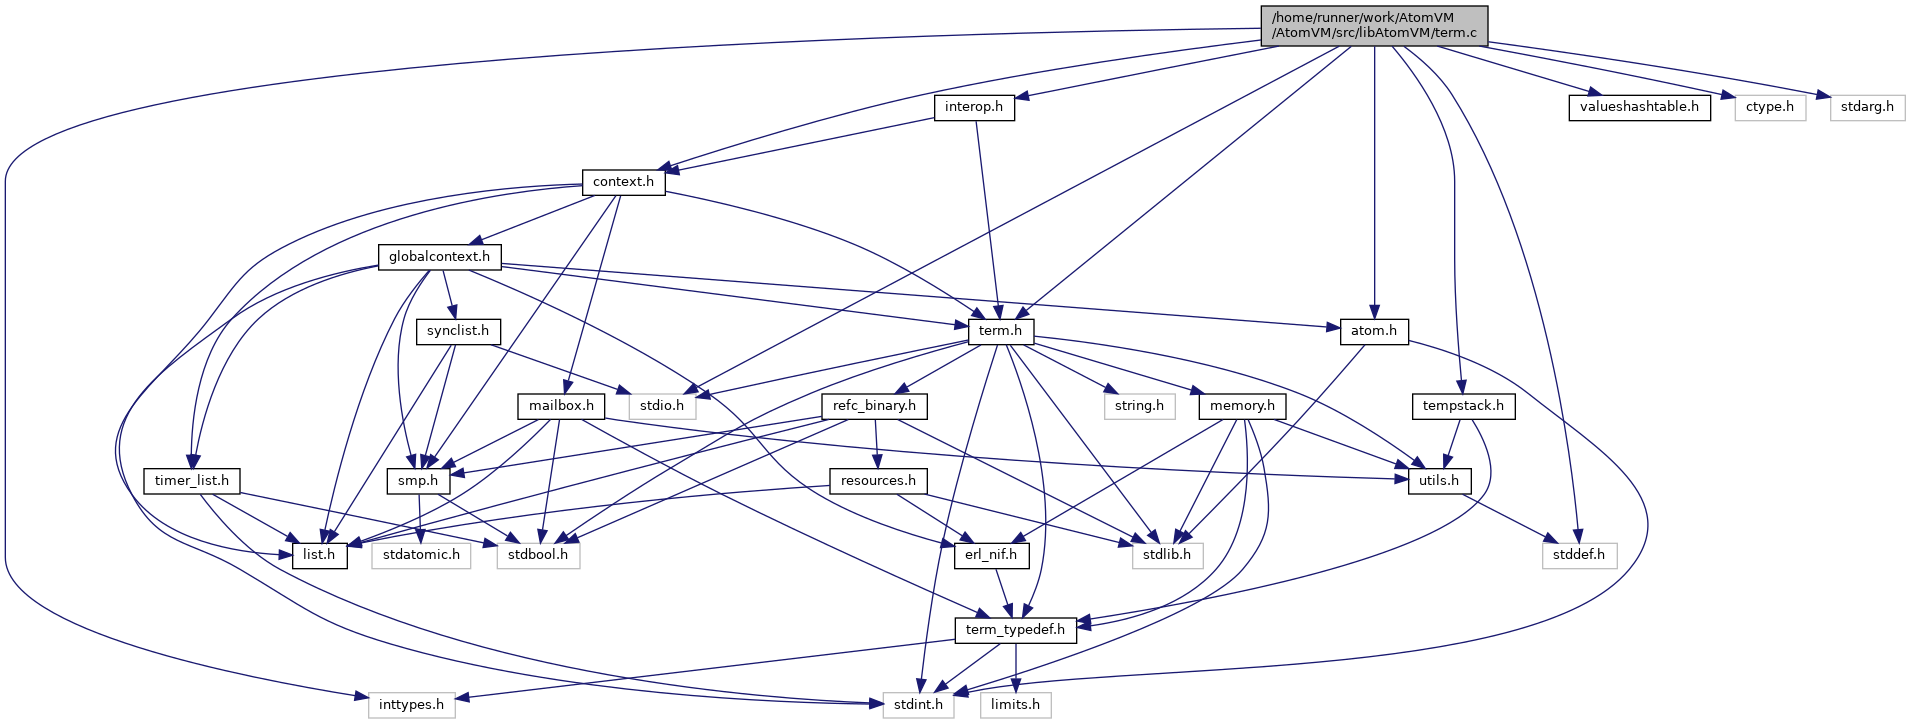 /home/runner/work/AtomVM
/AtomVM/src/libAtomVM/term.c
interop.h
valueshashtable.h
ctype.h
stdarg.h
context.h
globalcontext.h
synclist.h
term.h
atom.h
mailbox.h
stdio.h
refc_binary.h
string.h
memory.h
tempstack.h
timer_list.h
smp.h
resources.h
utils.h
list.h
stdatomic.h
stdbool.h
erl_nif.h
stdlib.h
stddef.h
term_typedef.h
inttypes.h
stdint.h
limits.h